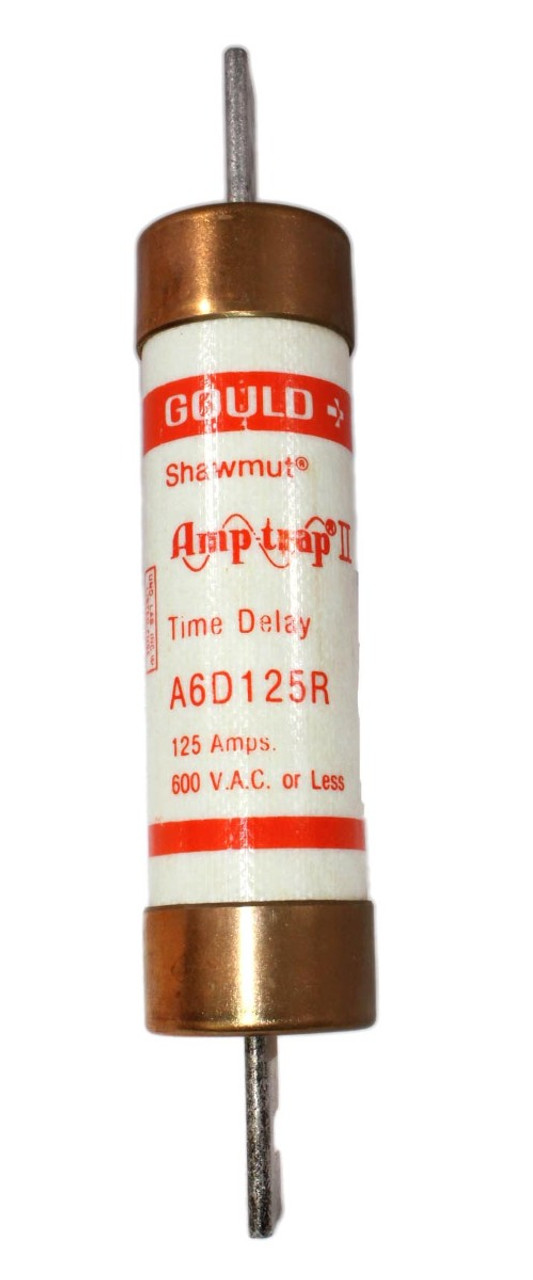 GOULD
Shawmut®
Amp-trap® II
Time Delay
A6D125R
125 Amps.
600 V.A.C. or Less